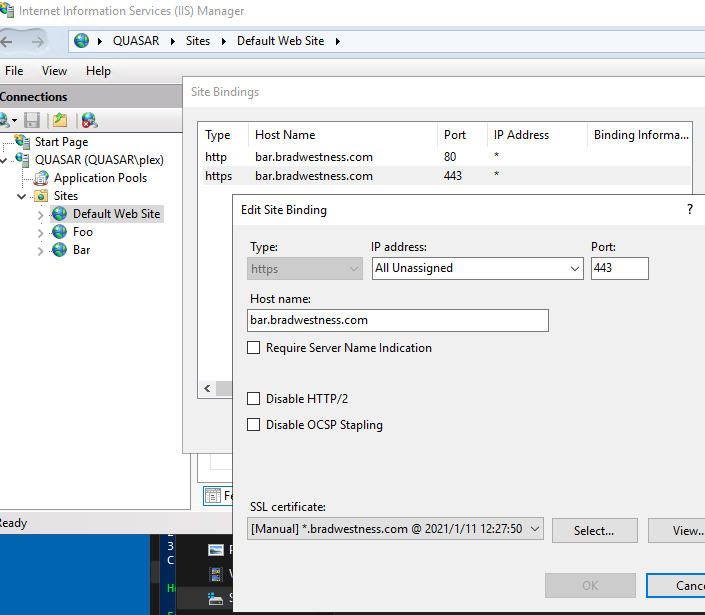 Internet Information Services (IIS) Manager
QUASAR Sites Default Web Site
File View Help
Connections
Start Page
QUASAR (QUASAR\plex)
Application Pools
Sites
Default Web Site
Foo
Bar
Site Bindings
Type Host Name Port IP Address Binding Informa...
http bar.bradwestness.com 80 *
https bar.bradwestness.com 443 *
Edit Site Binding ?
Type: IP address: Port:
https All Unassigned 443
Host name:
bar.bradwestness.com
Require Server Name Indication
Disable HTTP/2
Disable OCSP Stapling
SSL certificate:
[Manual] *.bradwestness.com @ 2021/1/11 12:27:50 Select... View..
OK Canc
Fe
eady
3
C